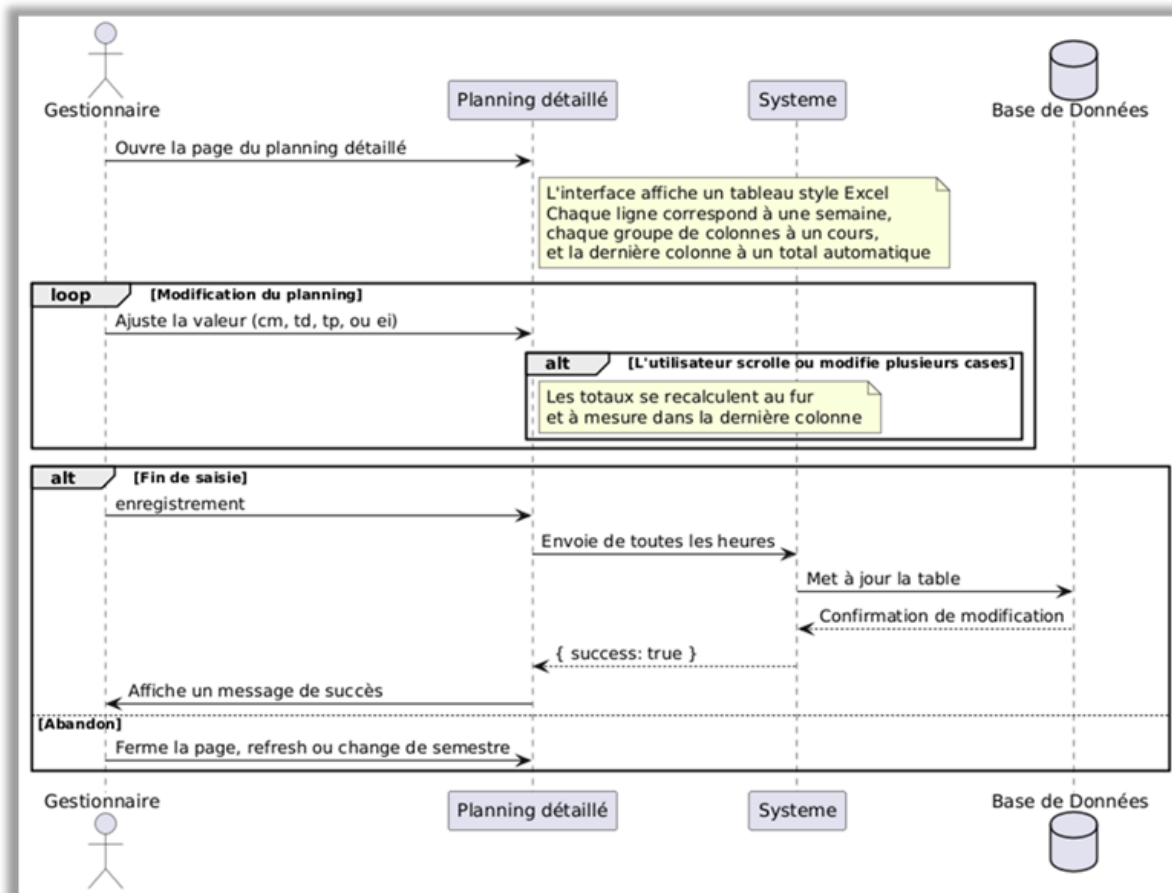 Gestionnaire
Planning détaillé
Systeme
Base de Données
Ouvre la page du planning détaillé
L'interface affiche un tableau style Excel
Chaque ligne correspond à une semaine,
chaque groupe de colonnes à un cours,
et la dernière colonne à un total automatique
loop
[Modification du planning]
Ajuste la valeur (cm, td, tp, ou ei)
alt
[L'utilisateur scrolle ou modifie plusieurs cases]
Les totaux se recalculent au fur
et à mesure dans la dernière colonne
alt
[Fin de saisie]
enregistrement
Envoie de toutes les heures
Met à jour la table
Confirmation de modification
{ success: true }
Affiche un message de succès
[Abandon]
Ferme la page, refresh ou change de semestre
Gestionnaire
Planning détaillé
Systeme
Base de Données